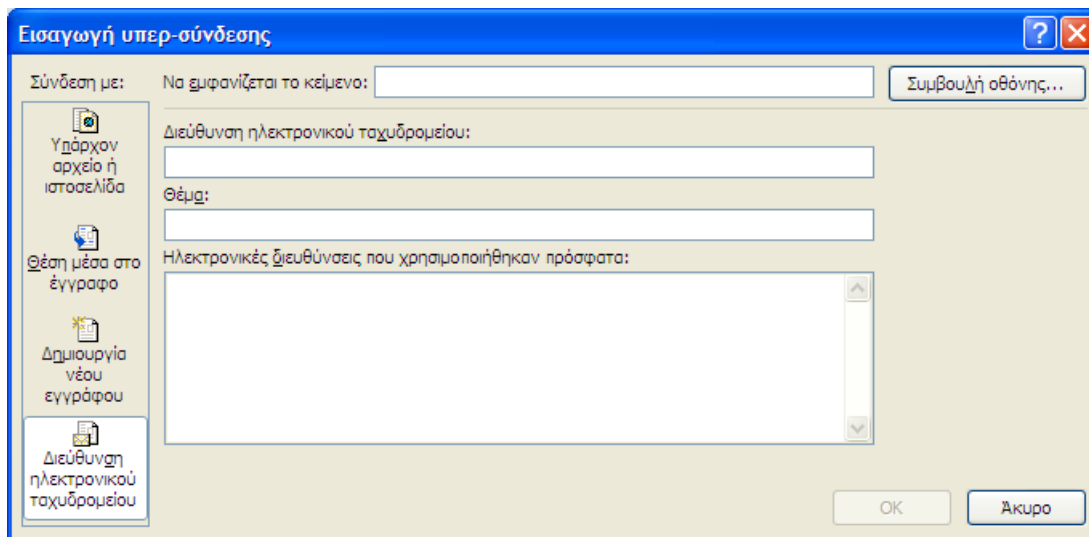 Εισαγωγή υπερ-σύνδεσης
Σύνδεση με:
Να εμφανίζεται το κείμενο:
Συμβουλή οθόνης...
Υπάρχον
αρχείο ή
ιστοσελίδα
Θέση μέσα στο
έγγραφο
Δημιουργία
νέου
εγγράφου
Διεύθυνση
ηλεκτρονικού
ταχυδρομείου
Διεύθυνση ηλεκτρονικού ταχυδρομείου:
Θέμα:
Ηλεκτρονικές διευθύνσεις που χρησιμοποιήθηκαν πρόσφατα:
OK
Άκυρο